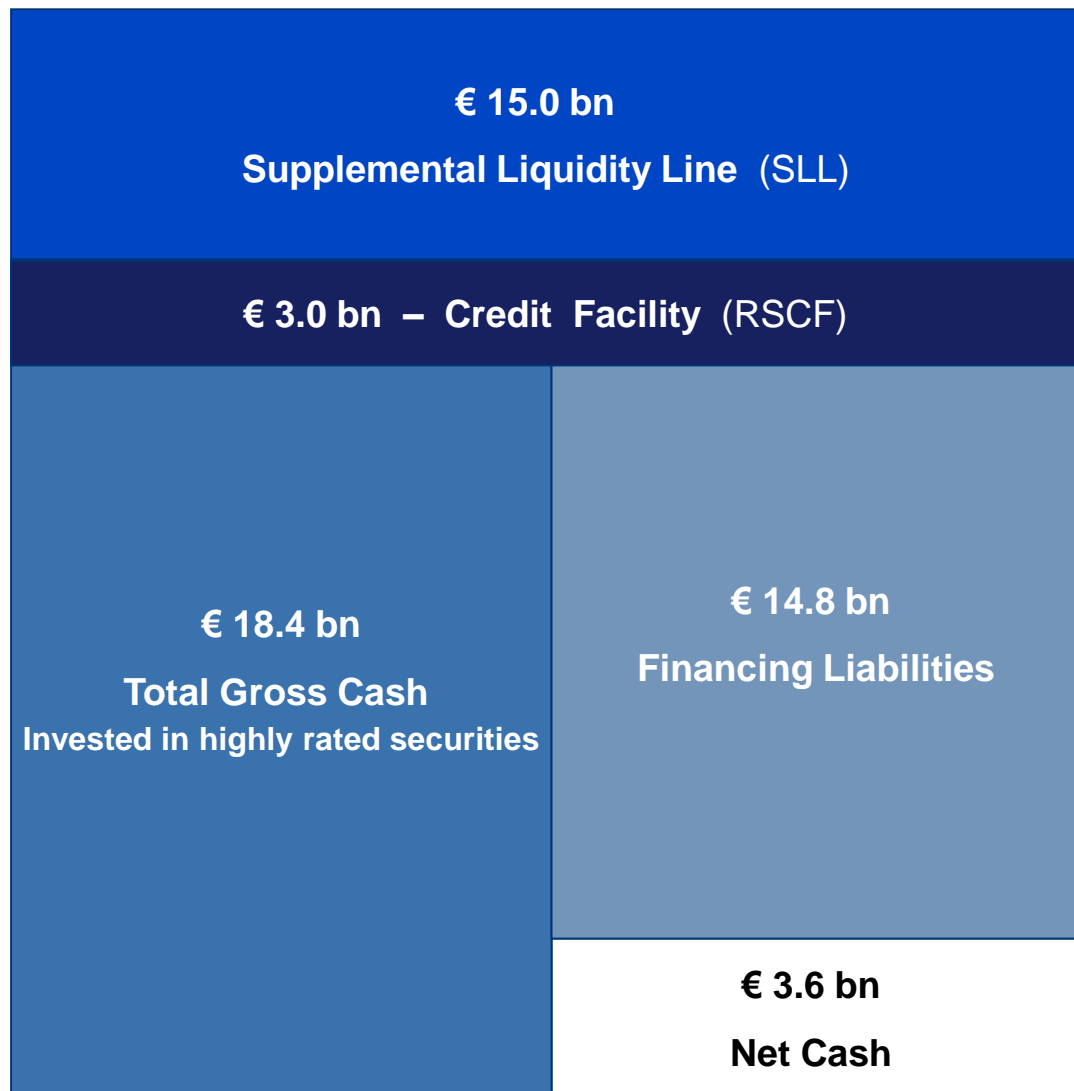 € 15.0 bn
Supplemental Liquidity Line (SLL)
€ 3.0 bn – Credit Facility (RSCF)
€ 18.4 bn
Total Gross Cash
Invested in highly rated securities
€ 14.8 bn
Financing Liabilities
€ 3.6 bn
Net Cash